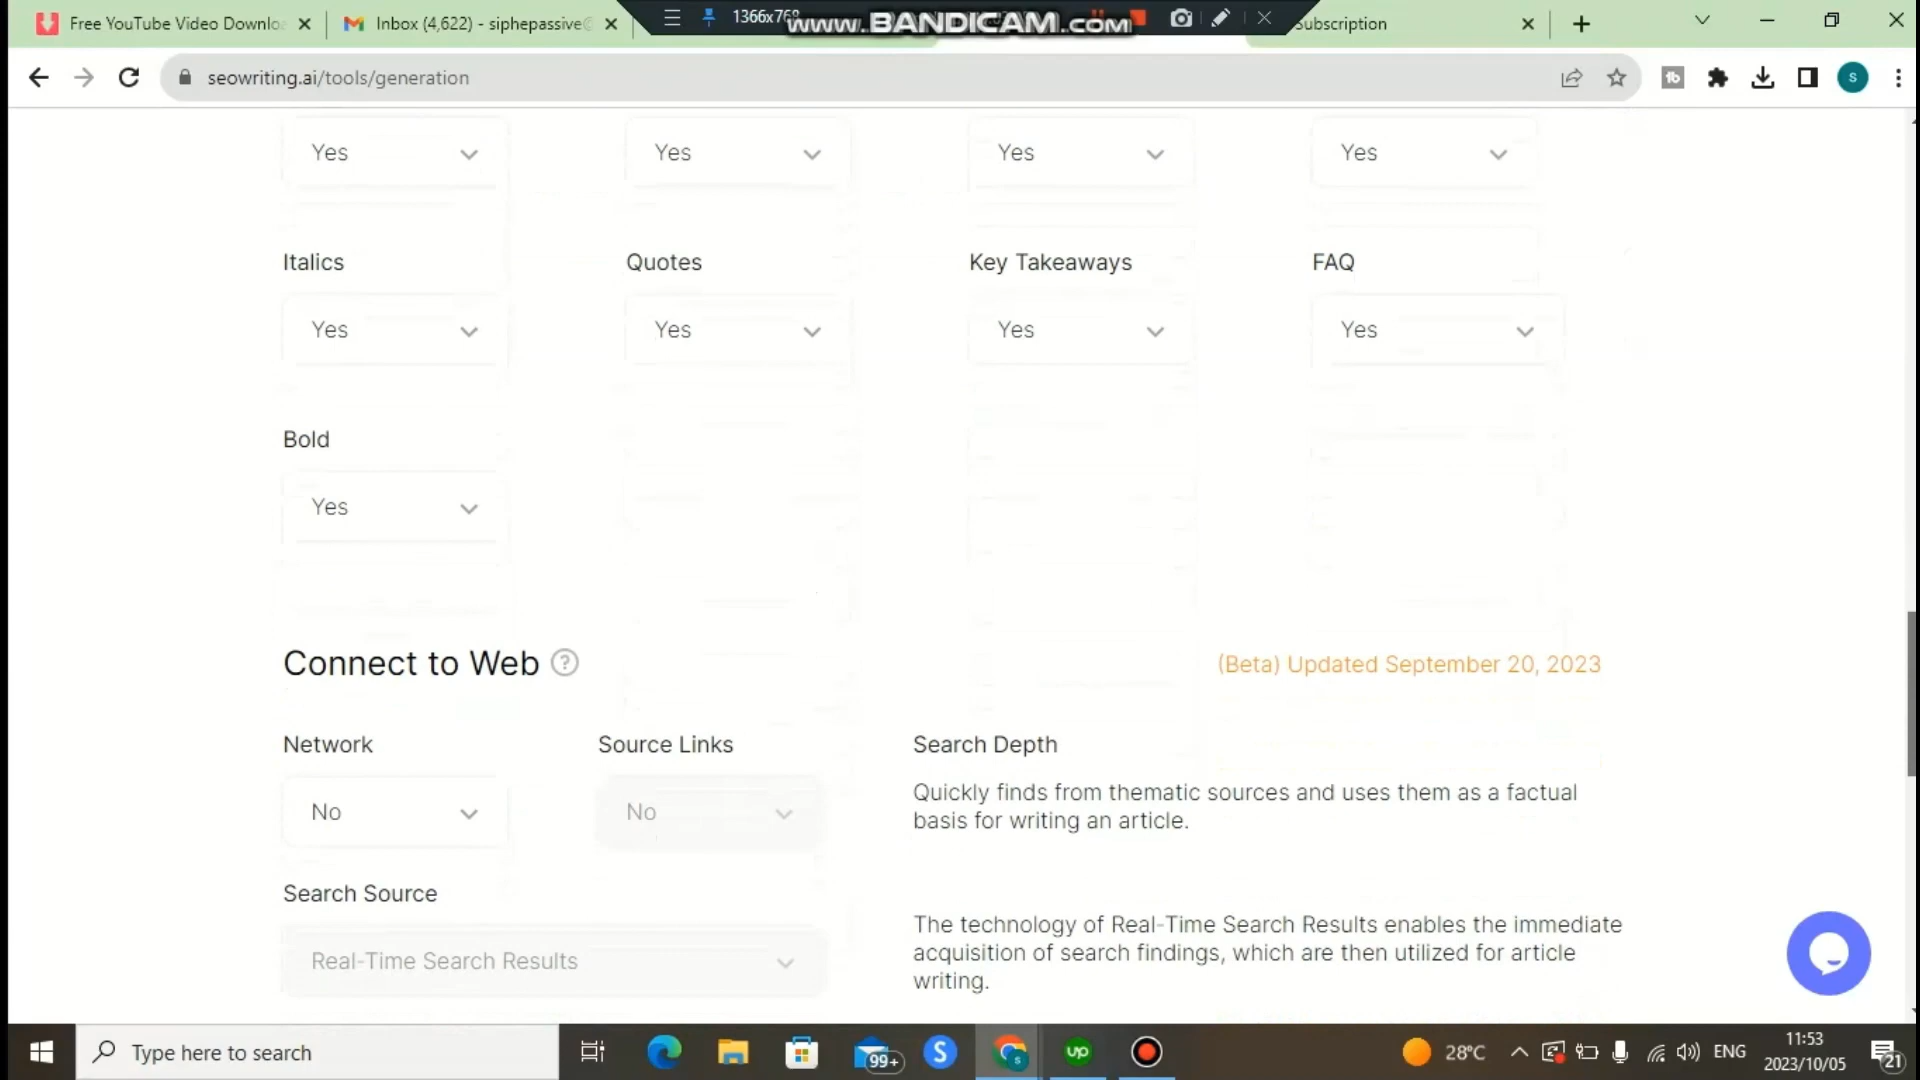 Free YouTube Video Downlo
Inbox (4,622) - siphepassive@
1366x768
www.BANDICAM.com
Subscription
seowriting.ai/tools/generation
Yes
Yes
Yes
Yes
Italics
Quotes
Key Takeaways
FAQ
Yes
Yes
Yes
Yes
Bold
Yes
Connect to Web
(Beta) Updated September 20, 2023
Network
Source Links
Search Depth
No
No
Quickly finds from thematic sources and uses them as a factual
basis for writing an article.
Search Source
Real-Time Search Results
The technology of Real-Time Search Results enables the immediate
acquisition of search findings, which are then utilized for article
writing.
Type here to search
99+
28°C
ENG
11:53
2023/10/05
21